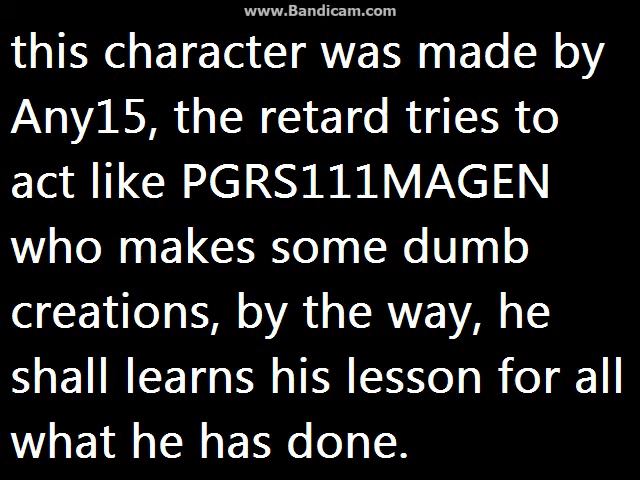 www.Bandicam.com
this character was made by
Any15, the retard tries to
act like PGRS111MAGEN
who makes some dumb
creations, by the way, he
shall learns his lesson for all
what he has done.